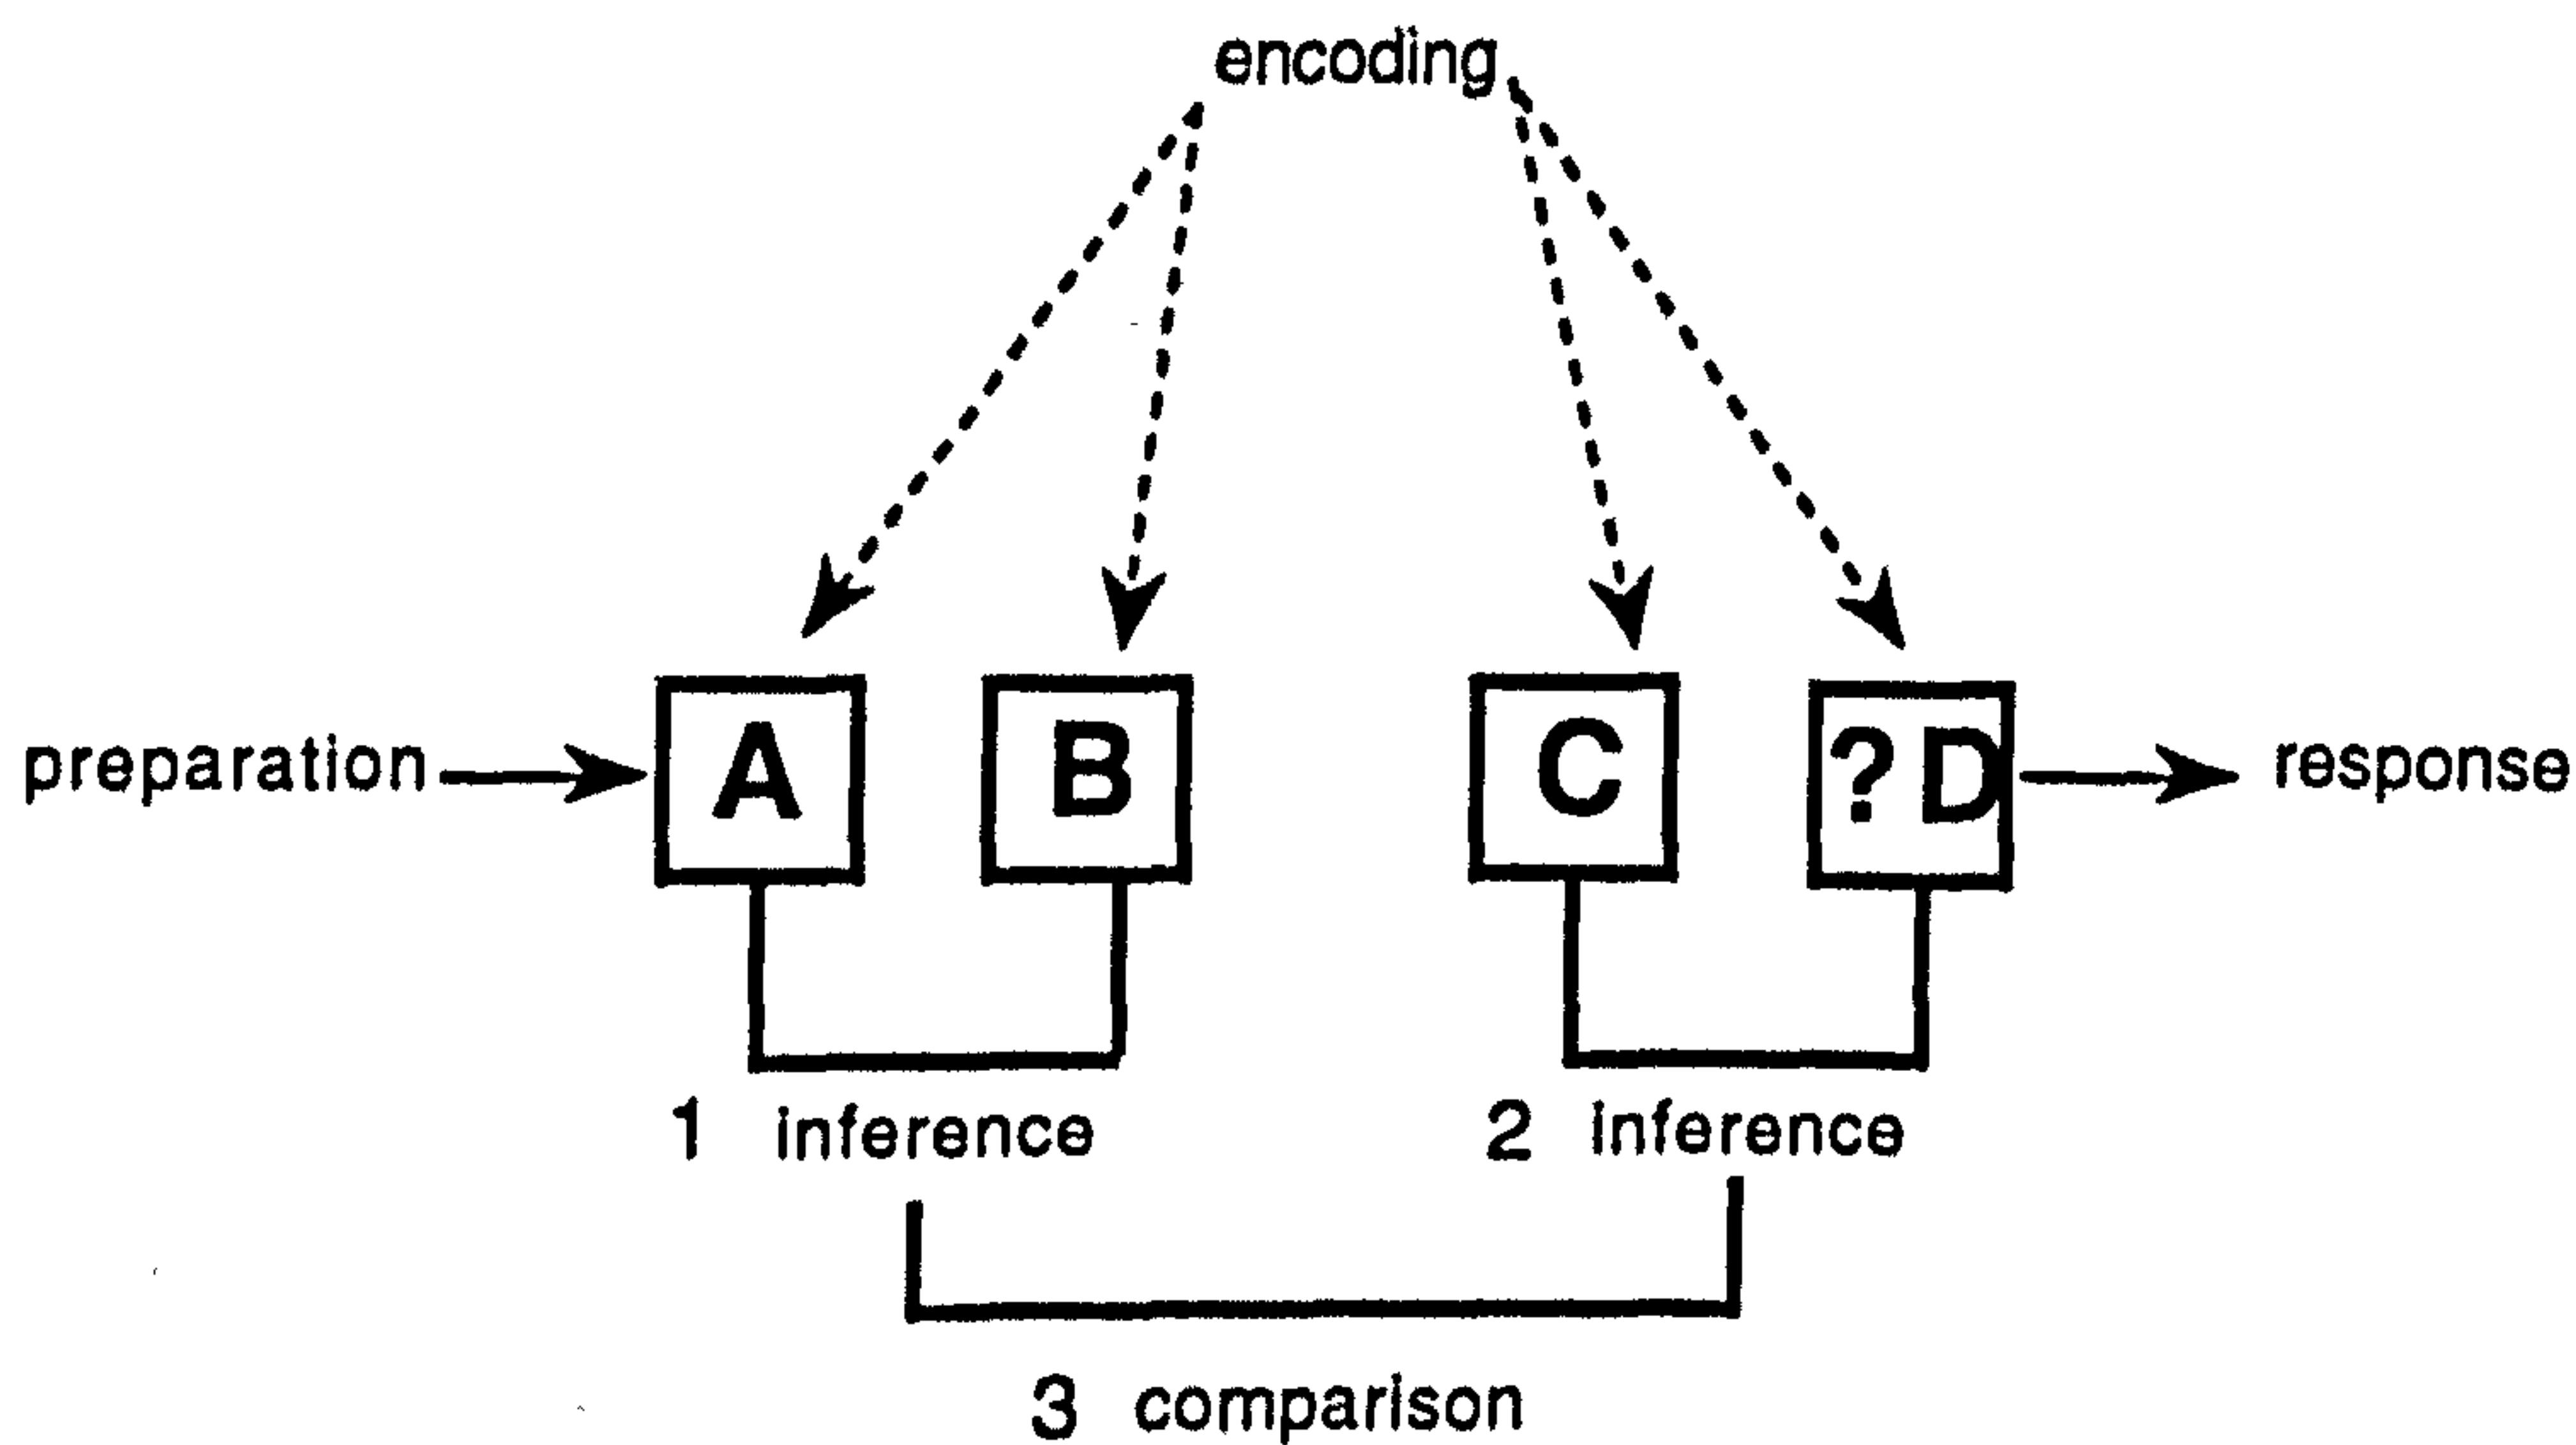 encoding
preparation A B C ?D response
1 inference 2 inference
3 comparison